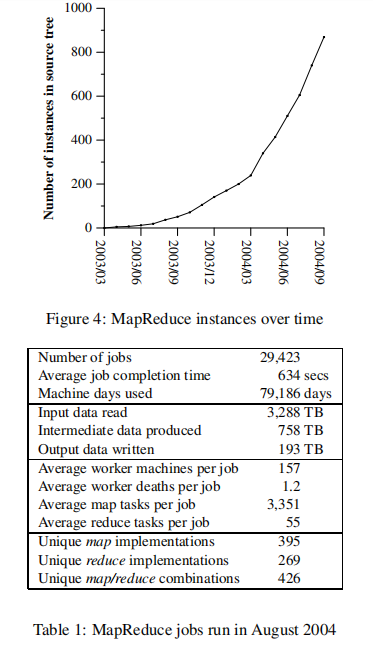 1000
800
600
400
200
0
Number of instances in source tree
2003/03
2003/06
2003/09
2003/12
2004/03
2004/06
2004/09
Figure 4: MapReduce instances over time
Number of jobs 29,423
Average job completion time 634 secs
Machine days used 79,186 days
Input data read 3,288 TB
Intermediate data produced 758 TB
Output data written 193 TB
Average worker machines per job 157
Average worker deaths per job 1.2
Average map tasks per job 3,351
Average reduce tasks per job 55
Unique map implementations 395
Unique reduce implementations 269
Unique map/reduce combinations 426
Table 1: MapReduce jobs run in August 2004